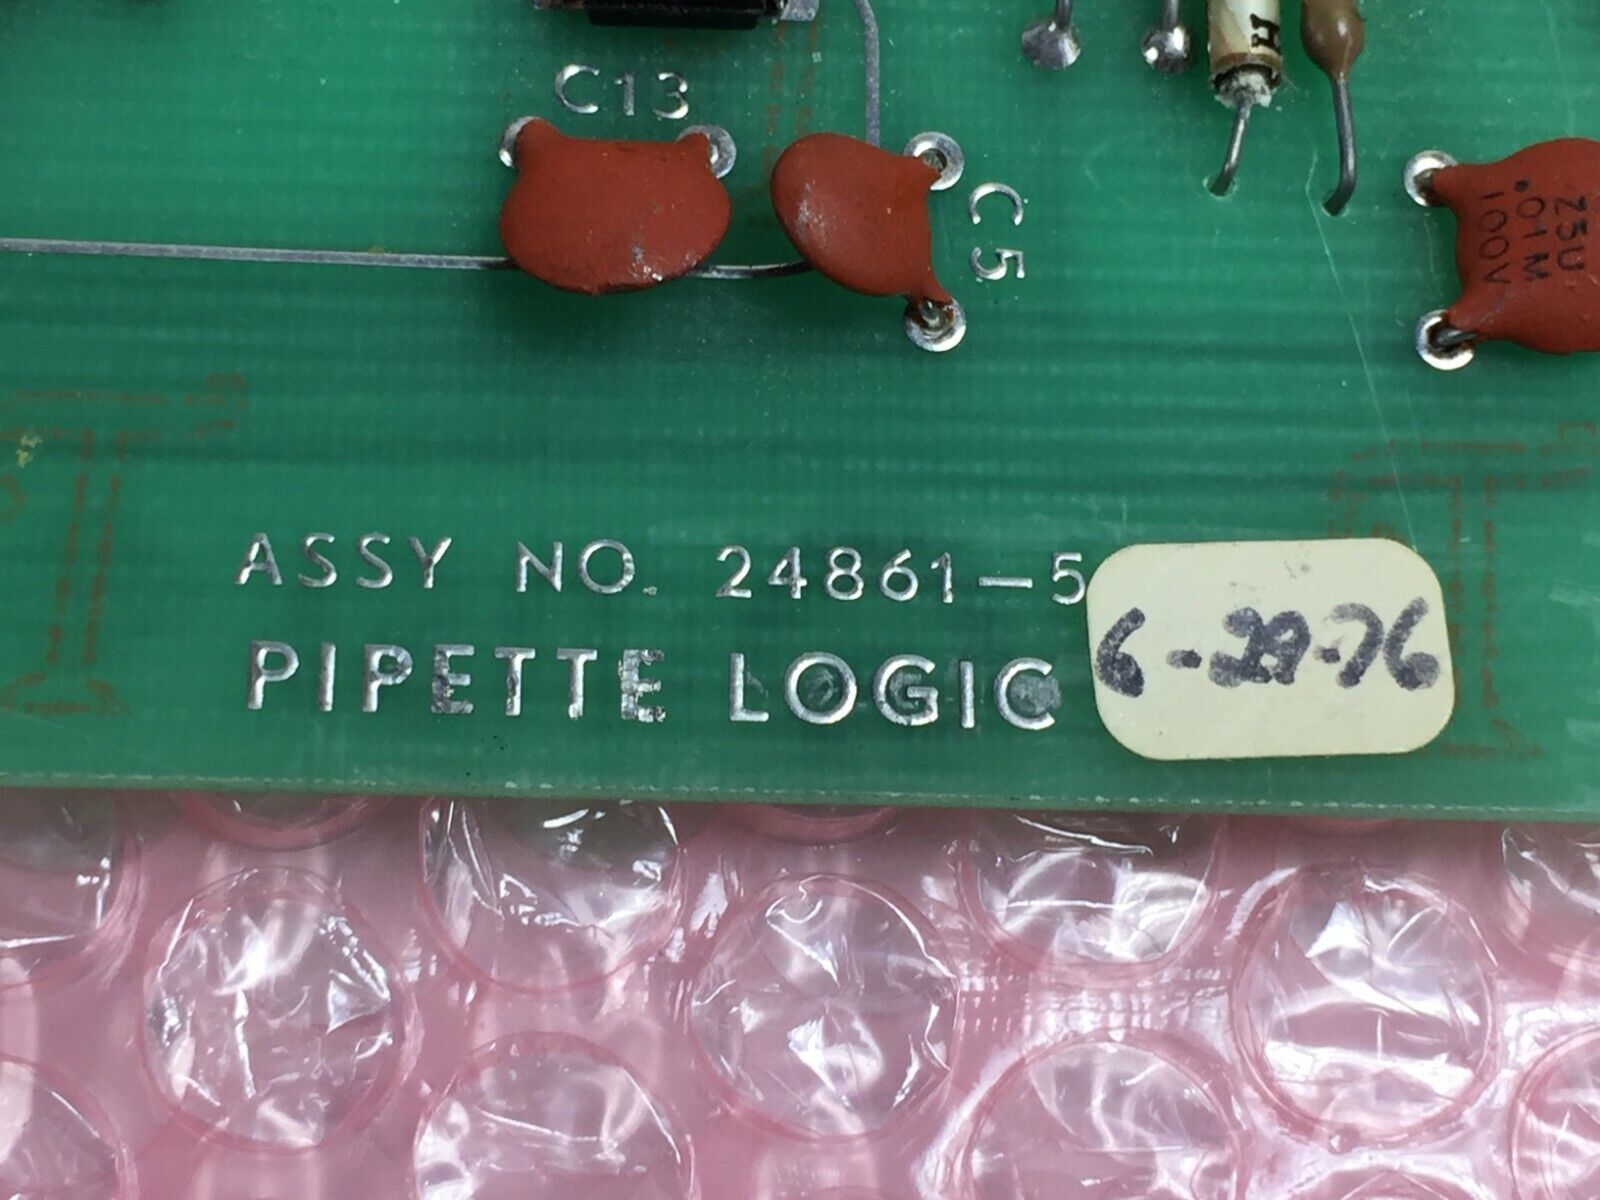 H
C13
C5
Z5U
.01M
100V
ASSY NO. 24861-5
PIPETTE LOGIC
6-29-76